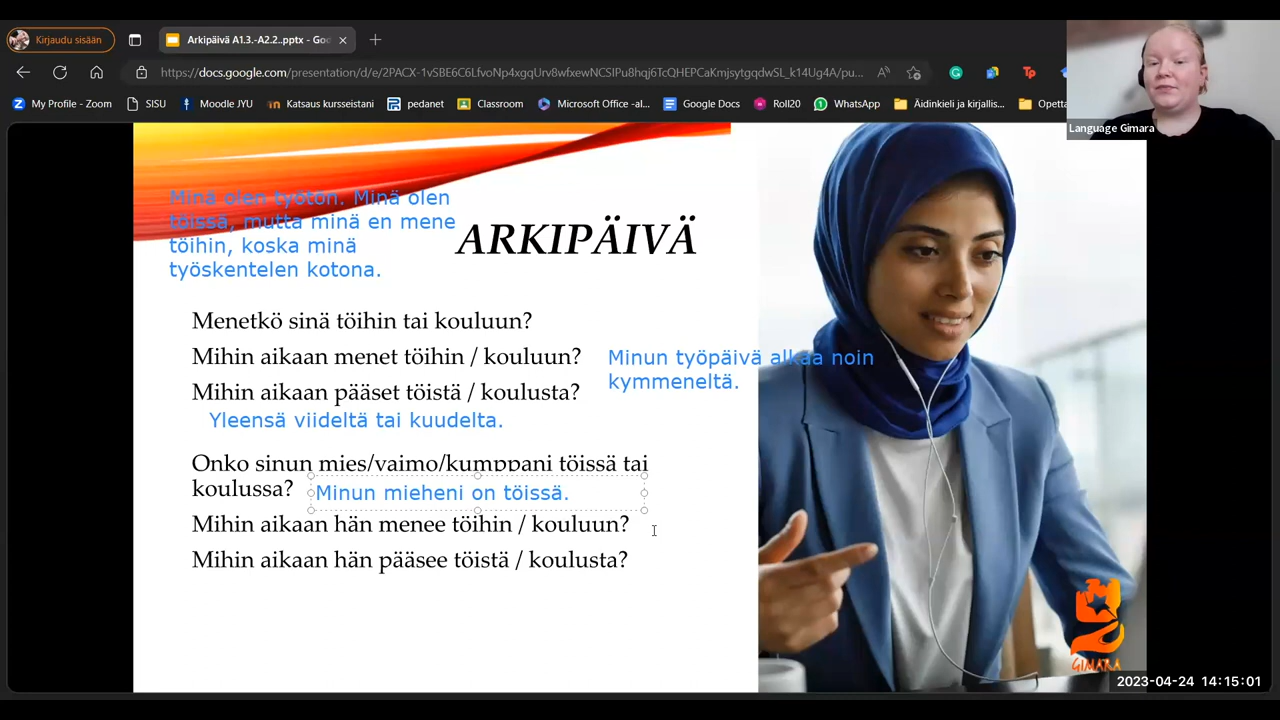 Kirjaudu sisään
Arkipäivä A1.3.-A2.2..pptx - Goo
https://docs.google.com/presentation/d/e/2PACX-1vSBE6C6LfvoNp4xgqUrv8wfxewNCSIPu8hqj6TcQHEPCaKmjsytgqdwSL_k14Ug4A/pu...
My Profile - Zoom SISU Moodle JYU Katsaus kursseistani pedanet Classroom Microsoft Office -al... Google Docs Roll20 WhatsApp Äidinkieli ja kirjallis... Opetta
Language Gimara
Minä olen työtön. Minä olen
töissä, mutta minä en mene
töihin, koska minä
työskentelen kotona.
ARKIPÄIVÄ
Menetkö sinä töihin tai kouluun?
Mihin aikaan menet töihin / kouluun?
Minun työpäivä alkaa noin
kymmeneltä.
Mihin aikaan pääset töistä / koulusta?
Yleensä viideltä tai kuudelta.
Onko sinun mies/vaimo/kumppani töissä tai
koulussa?
Minun mieheni on töissä.
Mihin aikaan hän menee töihin / kouluun?
Mihin aikaan hän pääsee töistä / koulusta?
GIMARA
2023-04-24 14:15:01